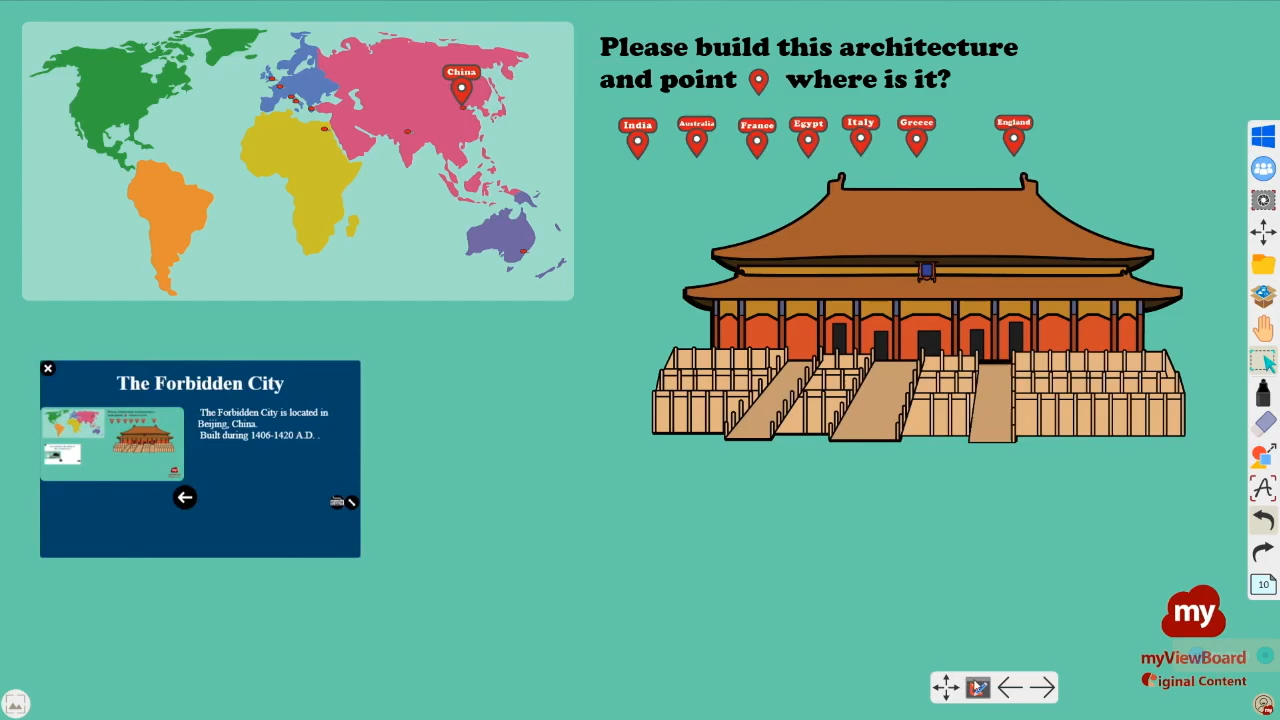 Please build this architecture
and point where is it?
China
India
Australia
France
Egypt
Italy
Greece
England
The Forbidden City
The Forbidden City is located in
Beijing, China.
Built during 1406-1420 A.D. .
10
my
myViewBoard
Original Content